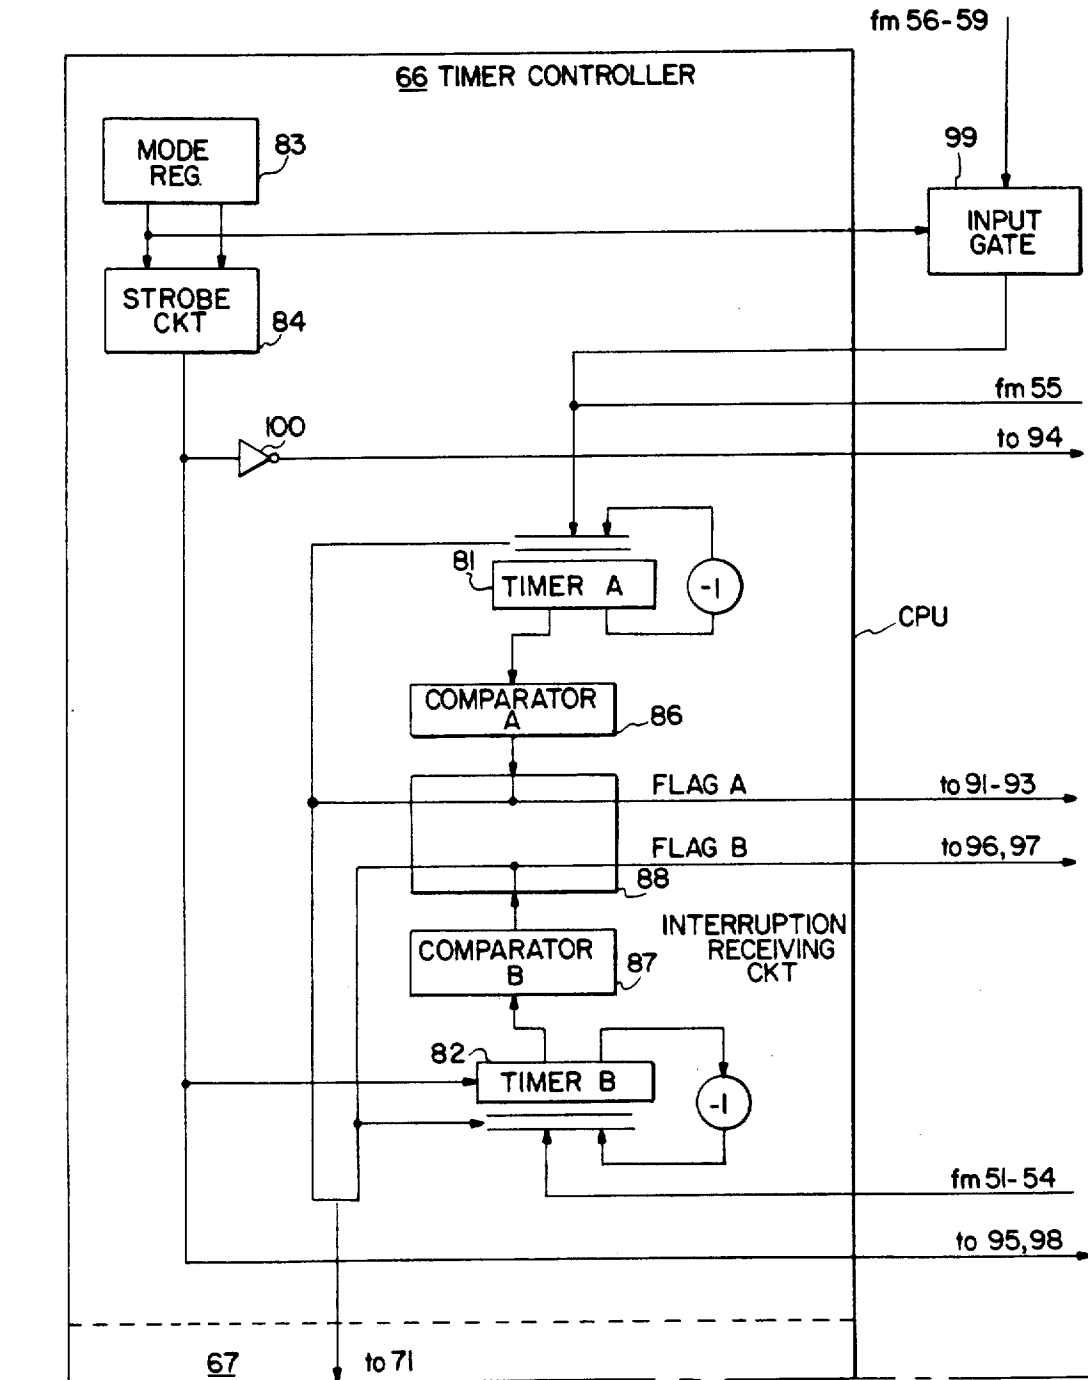 fm 56-59
66 TIMER CONTROLLER
MODE
REG.
83
99
INPUT
GATE
STROBE
CKT
84
fm 55
100
to 94
81
TIMER A
-1
CPU
COMPARATOR
A
86
FLAG A
to 91-93
FLAG B
to 96, 97
88
INTERRUPTION
RECEIVING
CKT
COMPARATOR
B
87
82
TIMER B
-1
fm 51-54
to 95, 98
67
to 71